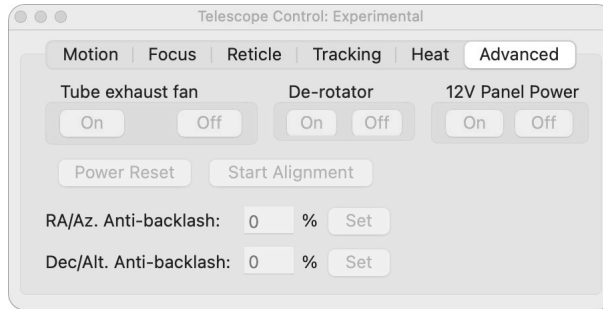 Telescope Control: Experimental
Motion Focus Reticle Tracking Heat Advanced
Tube exhaust fan De-rotator 12V Panel Power
On Off On Off On Off
Power Reset Start Alignment
RA/Az. Anti-backlash: 0 % Set
Dec/Alt. Anti-backlash: 0 % Set